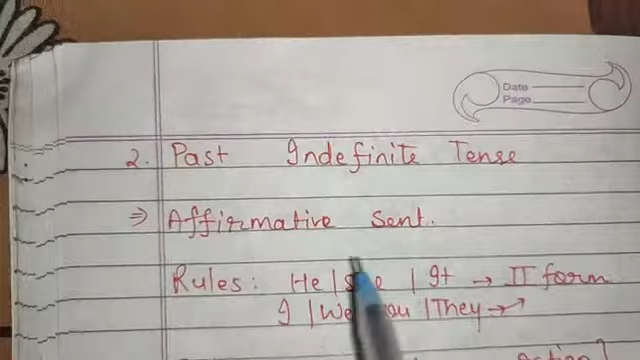 Date
Page
2. Past Indefinite Tense
⇒ Affirmative Sent.
Rules: He | She | It → II form
I | We | You | They →